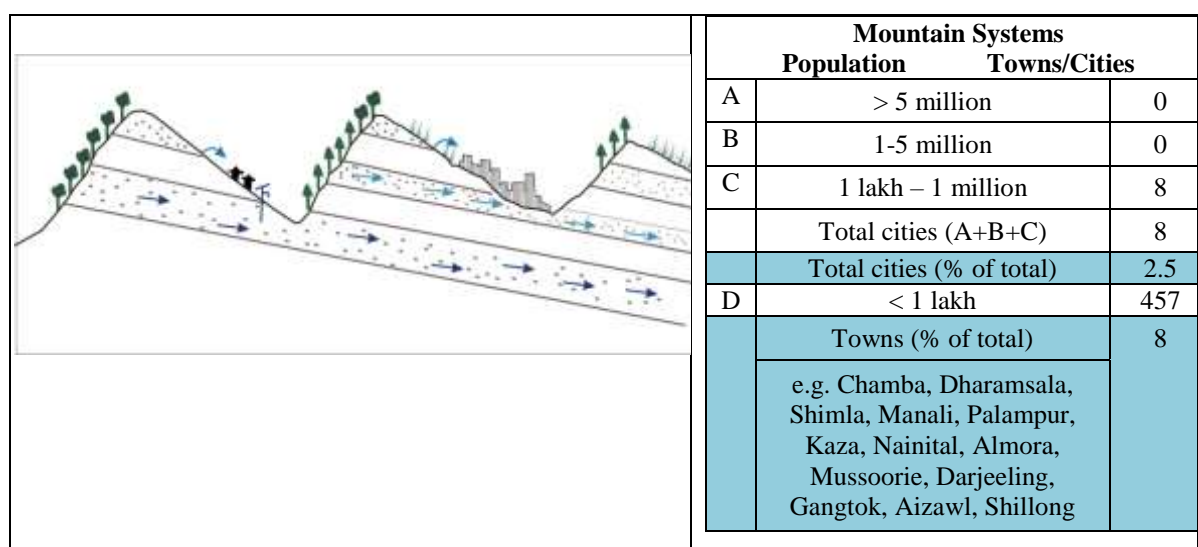 Mountain Systems
Population Towns/Cities
A > 5 million 0
B 1-5 million 0
C 1 lakh – 1 million 8
Total cities (A+B+C) 8
Total cities (% of total) 2.5
D < 1 lakh 457
Towns (% of total) 8
e.g. Chamba, Dharamsala,
Shimla, Manali, Palampur,
Kaza, Nainital, Almora,
Mussoorie, Darjeeling,
Gangtok, Aizawl, Shillong